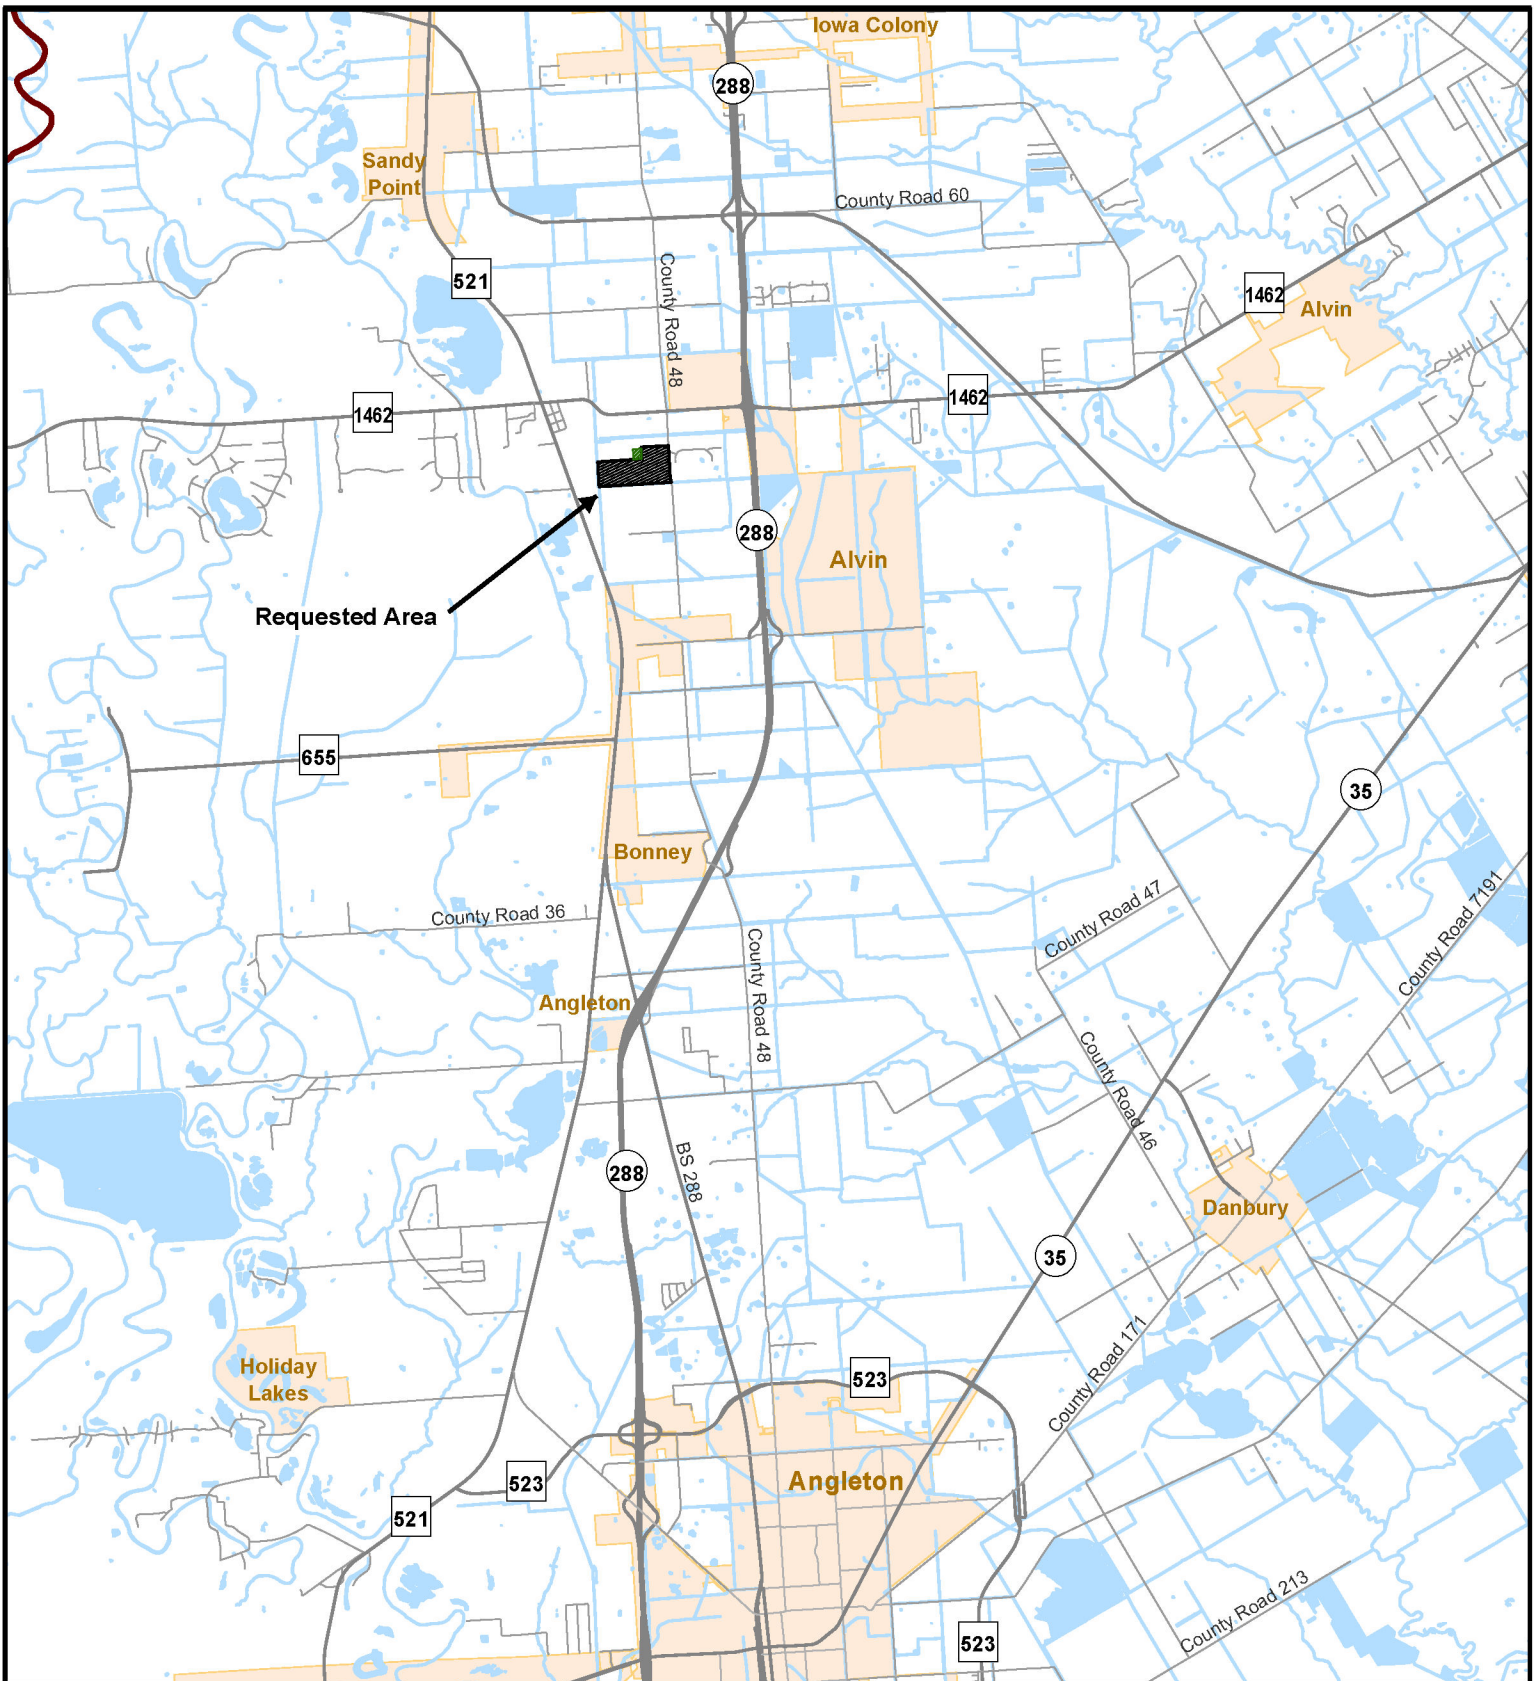 Iowa Colony
288
Sandy
Point
County Road 60
521
County Road 48
1462
Alvin
1462
1462
288
Alvin
Requested Area
655
35
Bonney
County Road 47
County Road 7191
County Road 36
County Road 48
Angleton
County Road 46
BS 288
288
Danbury
35
County Road 171
Holiday
Lakes
523
Angleton
523
521
County Road 213
523